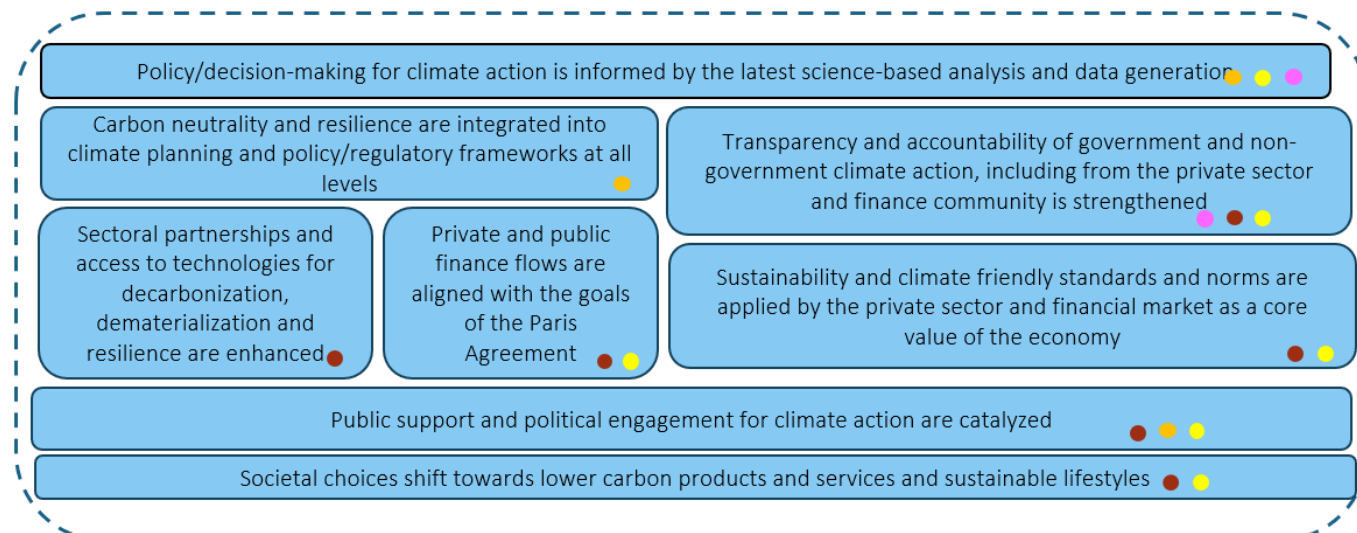 Policy/decision-making for climate action is informed by the latest science-based analysis and data generation
Carbon neutrality and resilience are integrated into
climate planning and policy/regulatory frameworks at all
levels
Transparency and accountability of government and non-
government climate action, including from the private sector
and finance community is strengthened
Sectoral partnerships and
access to technologies for
decarbonization,
dematerialization and
resilience are enhanced
Private and public
finance flows are
aligned with the goals
of the Paris
Agreement
Sustainability and climate friendly standards and norms are
applied by the private sector and financial market as a core
value of the economy
Public support and political engagement for climate action are catalyzed
Societal choices shift towards lower carbon products and services and sustainable lifestyles